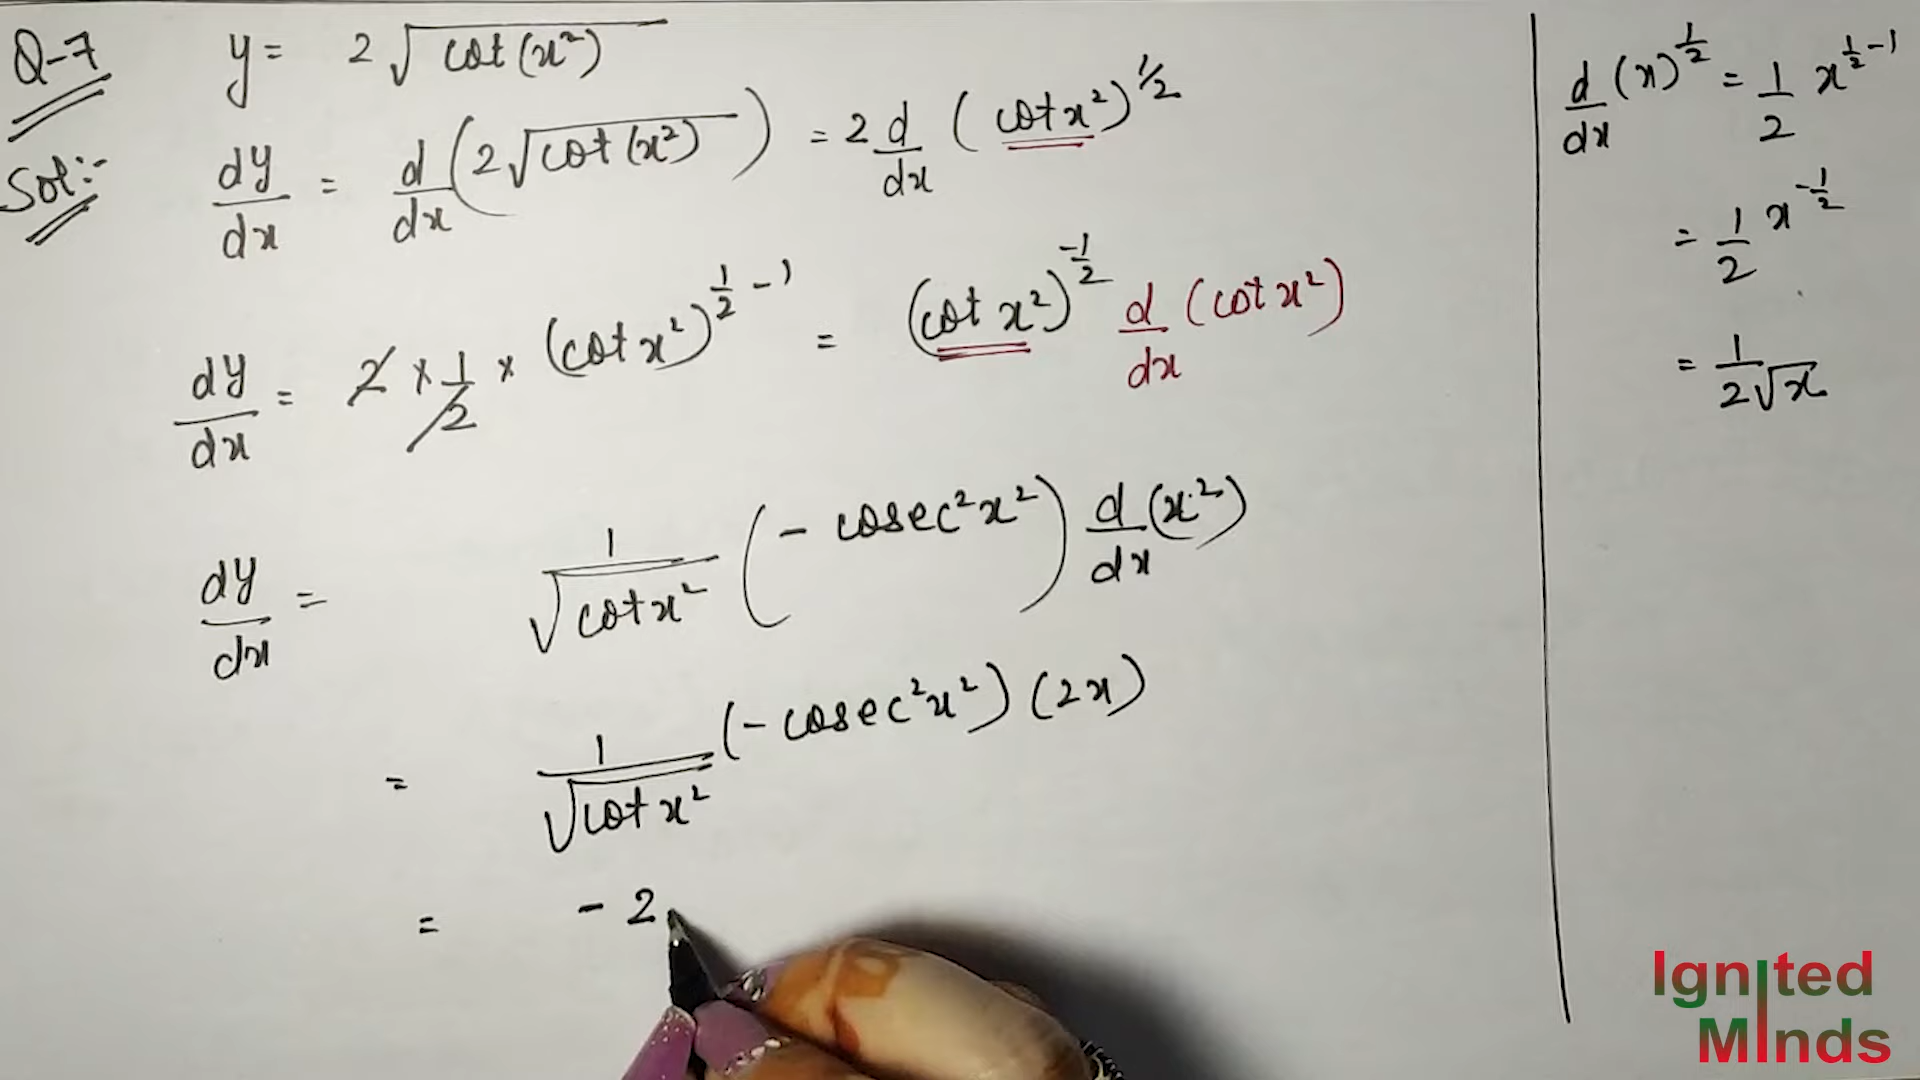 Q-7 y = 2√cot(x²)
Sol:- dy/dx = d/dx (2√cot(x²)) = 2 d/dx (cot x²)^1/2
dy/dx = 2 × 1/2 × (cot x²)^1/2 - 1 = (cot x²)^-1/2 d/dx (cot x²)
dy/dx = 1/√cot x² (- cosec²x²) d/dx (x²)
= 1/√cot x² (- cosec²x²) (2x)
= - 2
d/dx (x)^1/2 = 1/2 x^1/2 - 1
= 1/2 x^-1/2
= 1/2√x
Ignited
Minds